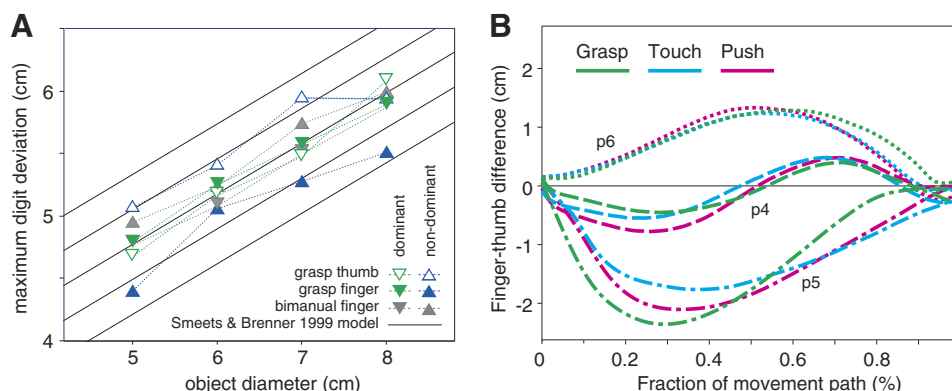 A
maximum digit deviation (cm)
6
5
4
5 6 7 8
object diameter (cm)
dominant
non-dominant
grasp thumb
grasp finger
bimanual finger
Smeets & Brenner 1999 model
B
Grasp Touch Push
Finger-thumb difference (cm)
2
1
0
-1
-2
p6
p4
p5
0 0.2 0.4 0.6 0.8
Fraction of movement path (%)